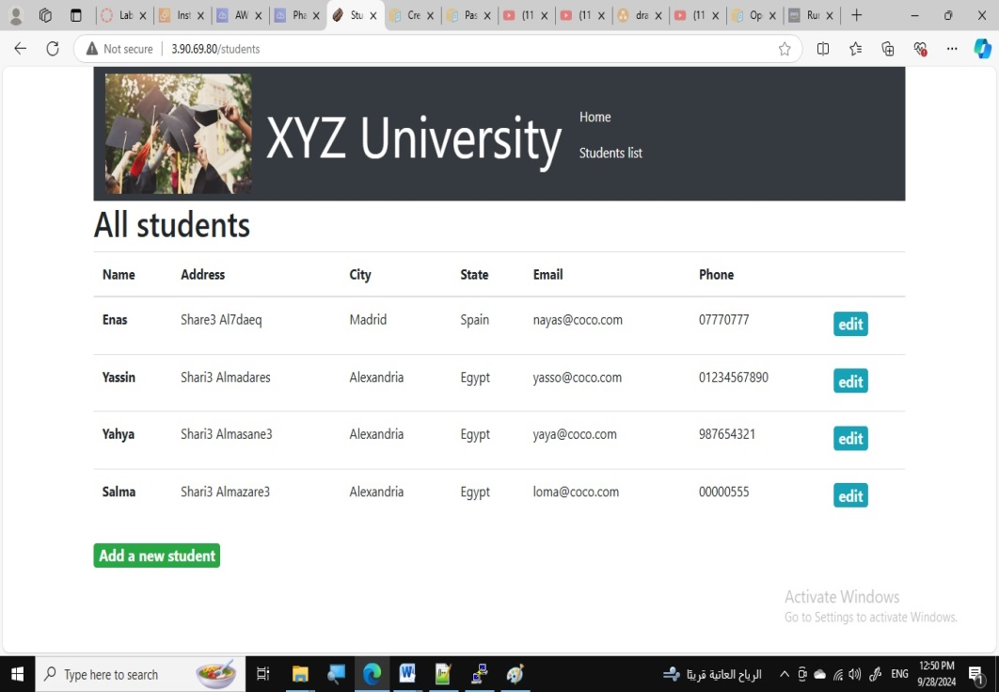 Lab
Inst
AW
Pha
Stu
Cre
Pas
(11
(11
dra
(11
Op
Rur
Not secure
3.90.69.80/students
XYZ University
Home
Students list
All students
Name Address City State Email Phone
Enas Share3 Al7daeq Madrid Spain nayas@coco.com 07770777 edit
Yassin Shari3 Almadares Alexandria Egypt yasso@coco.com 01234567890 edit
Yahya Shari3 Almasane3 Alexandria Egypt yaya@coco.com 987654321 edit
Salma Shari3 Almazare3 Alexandria Egypt loma@coco.com 00000555 edit
Add a new student
Activate Windows
Go to Settings to activate Windows.
Type here to search
الرياح العاتية قريبًا
ENG
12:50 PM
9/28/2024
1